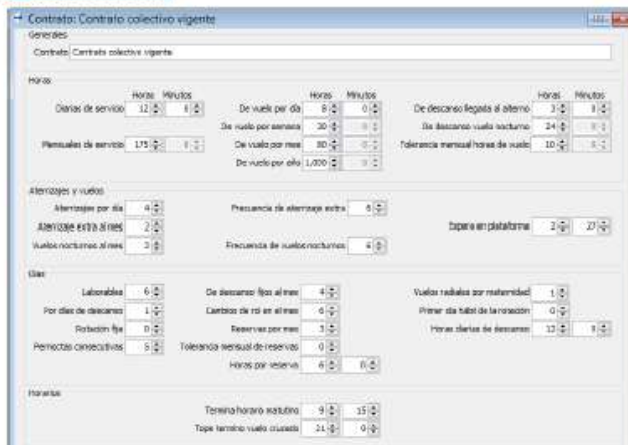 Contrato: Contrato colectivo vigente
Generales
Contrato Contrato colectivo vigente
Horas
Horas Minutos Horas Minutos Horas Minutos
Diarias de servicio 12 De vuelo por día 8 0 De descanso llegada al alterno 3
De vuelo por semana 30 De descanso vuelo nocturno 24
Mensuales de servicio 175 De vuelo por mes 80 Tolerancia mensual horas de vuelo 10
De vuelo por año 1,000
Aterrizajes y vuelos
Aterrizajes por día 4 Frecuencia de aterrizaje extra 6
Aterrizaje extra al mes 2 Espera en plataforma 2 27
Vuelos nocturnos al mes Frecuencia de vuelos nocturnos 6
Días
Laborables 6 De descanso fijos al mes 4 Vuelos radiales por maternidad 1
Por días de descanso 1 Cambios de rol en el mes 6 Primer día hábil de la rotación 0
Rotación fija 0 Reservas por mes 3 Horas diarias de descanso 12
Pernoctas consecutivas 5 Tolerancia mensual de reservas 0
Horas por reserva 6 0
Horarios
Termina horario matutino 9 15
Tope termino vuelo cruzado 21 0